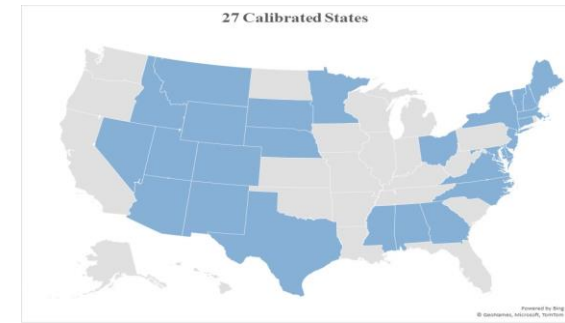 27 Calibrated States
Powered by Bing
© GeoNames, Microsoft, TomTom